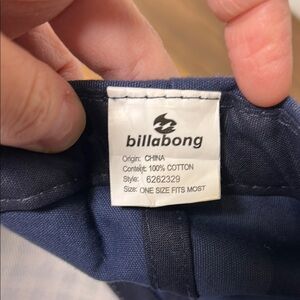 billabong
Origin: CHINA
Content: 100% COTTON
Style: 6262329
Size: ONE SIZE FITS MOST